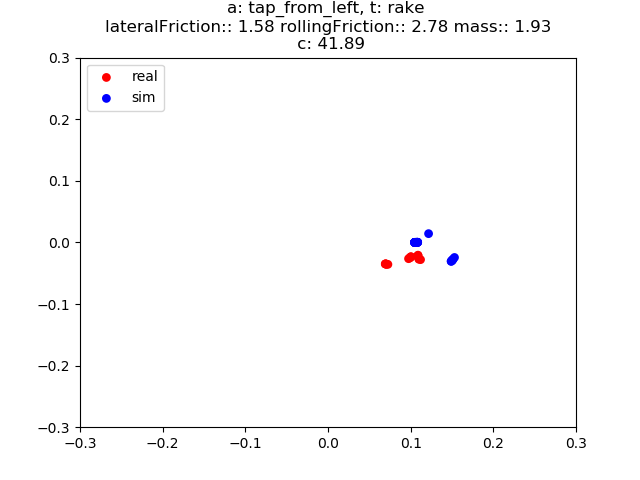 a: tap_from_left, t: rake
lateralFriction:: 1.58 rollingFriction:: 2.78 mass:: 1.93
c: 41.89
real
sim
0.3
0.2
0.1
0.0
−0.1
−0.2
−0.3
−0.3 −0.2 −0.1 0.0 0.1 0.2 0.3